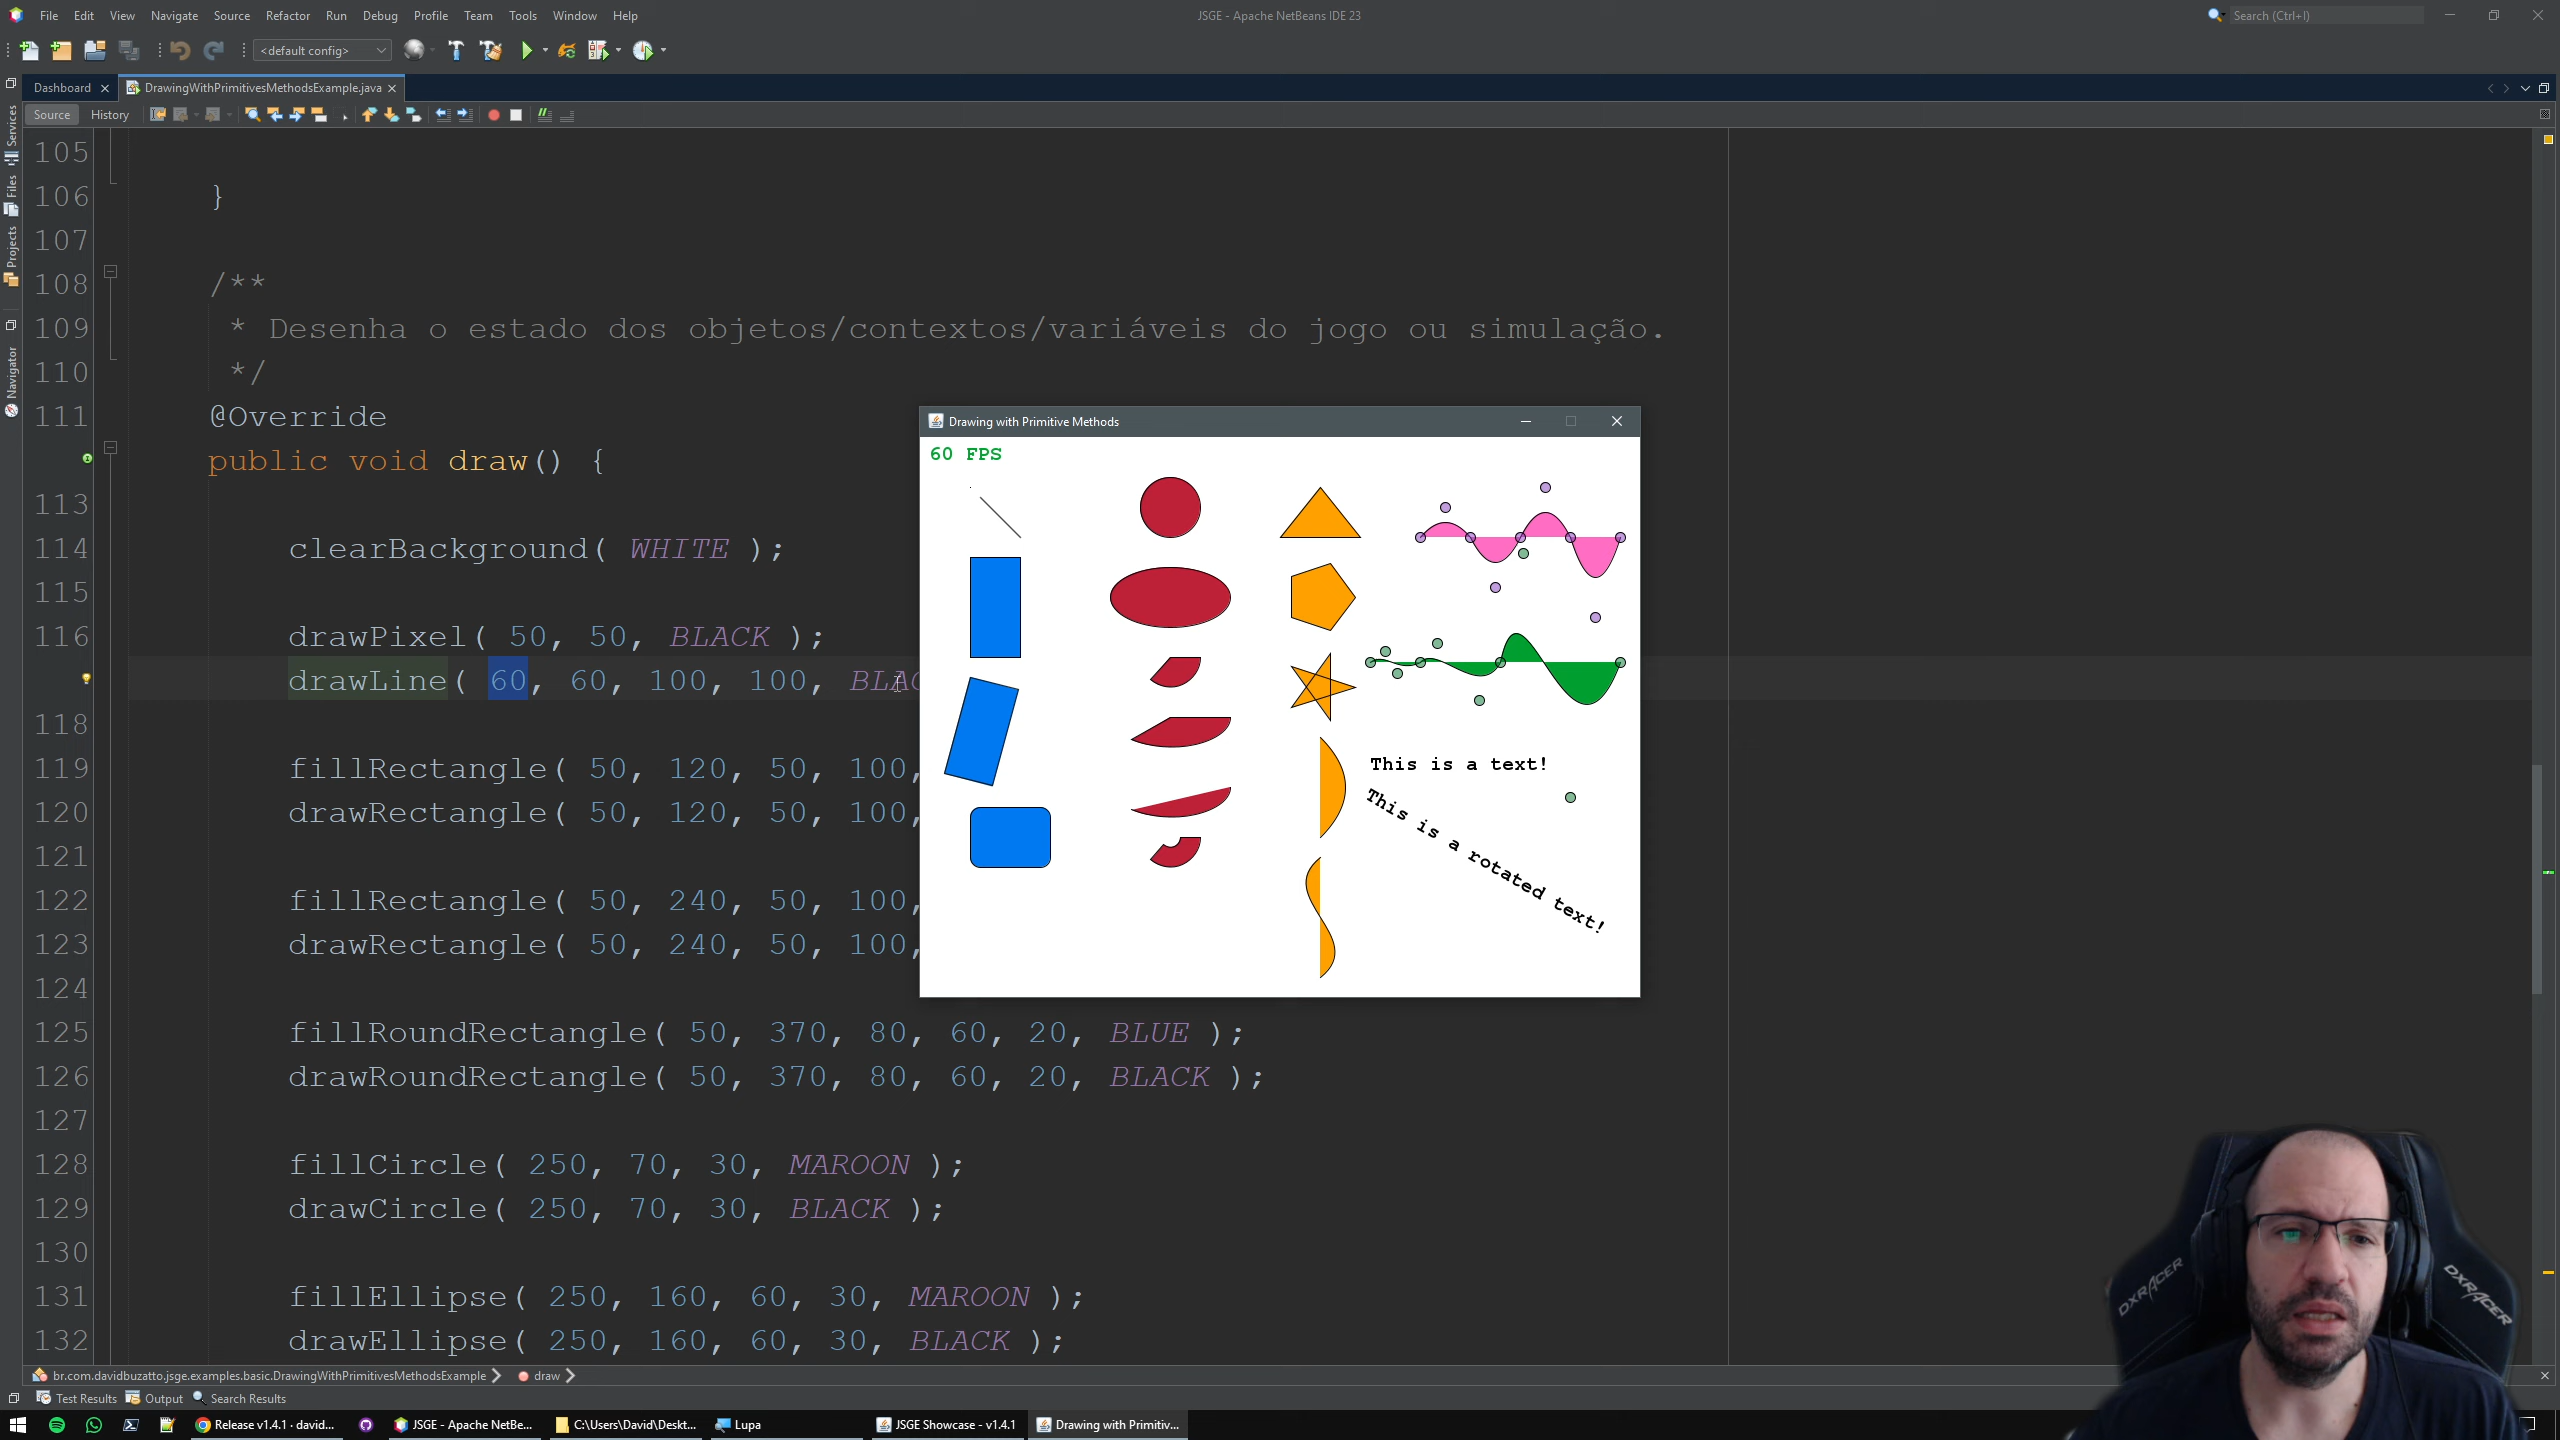 File Edit View Navigate Source Refactor Run Debug Profile Team Tools Window Help
JSGE - Apache NetBeans IDE 23
Search (Ctrl+I)
<default config>
Dashboard
DrawingWithPrimitivesMethodsExample.java
Source History
Services
Files
Projects
Navigator
105
106 }
107
108 /**
109 * Desenha o estado dos objetos/contextos/variáveis do jogo ou simulação.
110 */
111 @Override
public void draw() {
113
114 clearBackground( WHITE );
115
116 drawPixel( 50, 50, BLACK );
drawLine( 60, 60, 100, 100, BLAC
118
119 fillRectangle( 50, 120, 50, 100,
120 drawRectangle( 50, 120, 50, 100,
121
122 fillRectangle( 50, 240, 50, 100,
123 drawRectangle( 50, 240, 50, 100,
124
125 fillRoundRectangle( 50, 370, 80, 60, 20, BLUE );
126 drawRoundRectangle( 50, 370, 80, 60, 20, BLACK );
127
128 fillCircle( 250, 70, 30, MAROON );
129 drawCircle( 250, 70, 30, BLACK );
130
131 fillEllipse( 250, 160, 60, 30, MAROON );
132 drawEllipse( 250, 160, 60, 30, BLACK );
Drawing with Primitive Methods
60 FPS
This is a text!
This is a rotated text!
DXRACER
DXRACER
br.com.davidbuzatto.jsge.examples.basic.DrawingWithPrimitivesMethodsExample
draw
Test Results Output Search Results
Release v1.4.1 · david...
JSGE - Apache NetBe...
C:\Users\David\Deskt...
Lupa
JSGE Showcase - v1.4.1
Drawing with Primitiv...